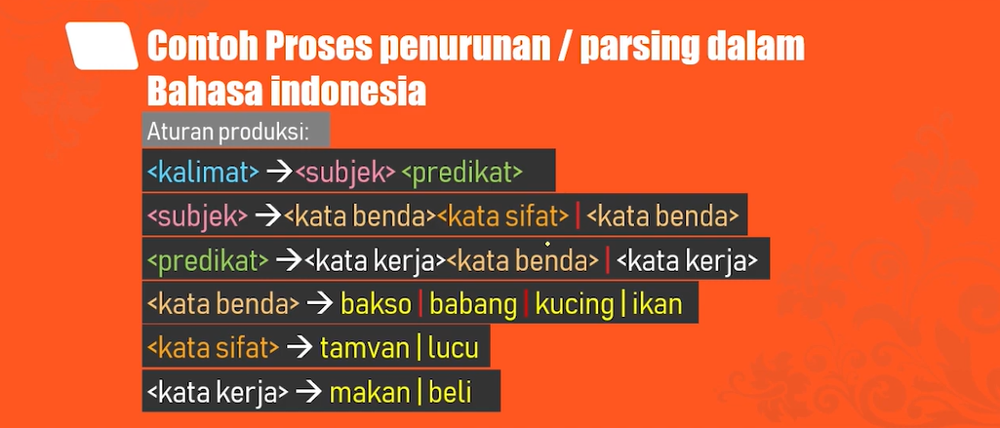 Contoh Proses penurunan / parsing dalam
Bahasa indonesia
Aturan produksi:
<kalimat> → <subjek> <predikat>
<subjek> → <kata benda><kata sifat> | <kata benda>
<predikat> → <kata kerja><kata benda> | <kata kerja>
<kata benda> → bakso | babang | kucing | ikan
<kata sifat> → tamvan | lucu
<kata kerja> → makan | beli